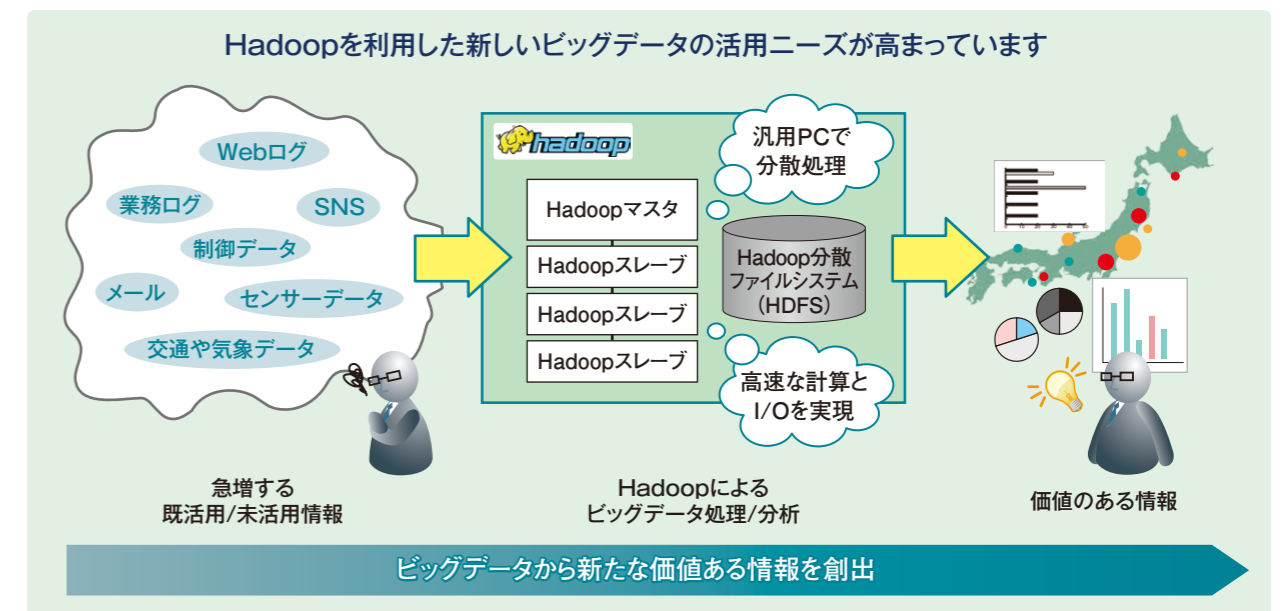 Hadoopを利用した新しいビッグデータの活用ニーズが高まっています
Webログ
業務ログ
SNS
制御データ
メール
センサーデータ
交通や気象データ
急増する
既活用/未活用情報
hadoop
Hadoopマスタ
Hadoopスレーブ
Hadoopスレーブ
Hadoopスレーブ
汎用PCで
分散処理
Hadoop分散
ファイルシステム
(HDFS)
高速な計算と
I/Oを実現
Hadoopによる
ビッグデータ処理/分析
価値のある情報
ビッグデータから新たな価値ある情報を創出